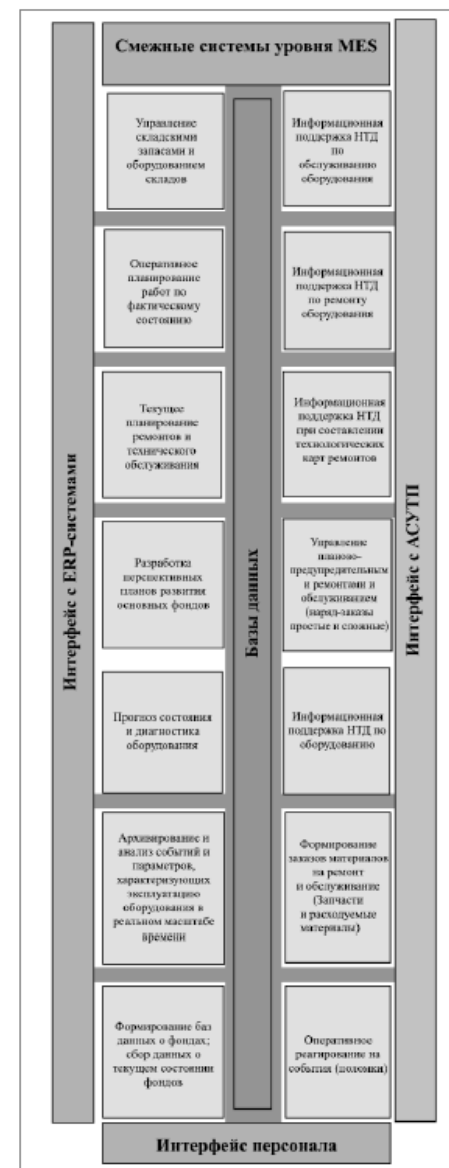 Смежные системы уровня MES
Интерфейс с ERP-системами
Управление
складскими
запасами и
оборудованием
складов
Оперативное
планирование
работ по
фактическому
состоянию
Текущее
планирование
ремонтов и
технического
обслуживания
Разработка
перспективных
планов развития
основных фондов
Прогноз состояния
и диагностика
оборудования
Архивирование и
анализ событий и
параметров,
характеризующих
эксплуатацию
оборудования в
реальном масштабе
времени
Формирование баз
данных о фондах;
сбор данных о
текущем состоянии
фондов
Базы данных
Информационная
поддержка НТД
по
обслуживанию
оборудования
Информационная
поддержка НТД
по ремонту
оборудования
Информационная
поддержка НТД
при составлении
технологических
карт ремонтов
Управление
планово-
предупредительным
и ремонтами и
обслуживанием
(наряд-заказы
простые и сложные)
Информационная
поддержка НТД по
оборудованию
Формирование
заказов материалов
на ремонт
и обслуживание
(Запчасти
и расходуемые
материалы)
Оперативное
реагирование на
события (поломки)
Интерфейс с АСУТП
Интерфейс персонала